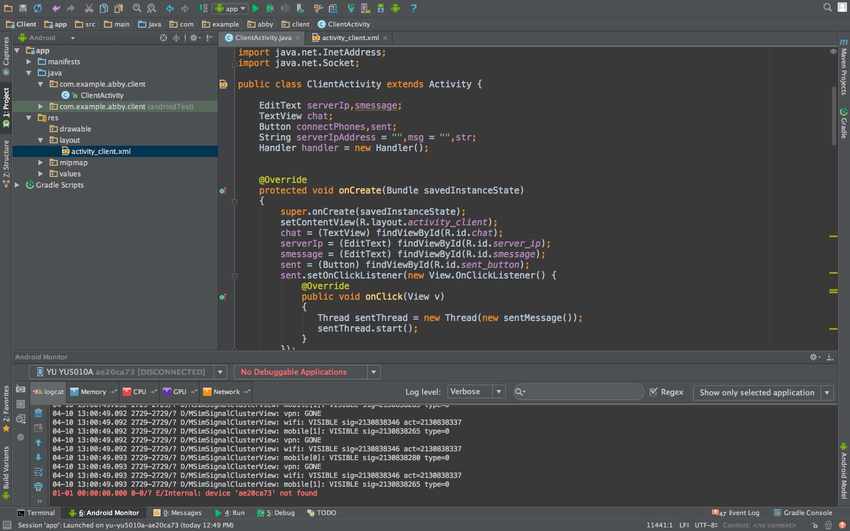 app
Client
app
src
main
java
com
example
abby
client
ClientActivity
Android
ClientActivity.java
activity_client.xml
Captures
1: Project
7: Structure
2: Favorites
Build Variants
Maven Projects
Gradle
Android Model
app
manifests
java
com.example.abby.client
ClientActivity
com.example.abby.client (androidTest)
res
drawable
layout
activity_client.xml
mipmap
values
Gradle Scripts
import java.net.InetAddress;
import java.net.Socket;
public class ClientActivity extends Activity {
EditText serverIp,smessage;
TextView chat;
Button connectPhones,sent;
String serverIpAddress = "",msg = "",str;
Handler handler = new Handler();
@Override
protected void onCreate(Bundle savedInstanceState)
{
super.onCreate(savedInstanceState);
setContentView(R.layout.activity_client);
chat = (TextView) findViewById(R.id.chat);
serverIp = (EditText) findViewById(R.id.server_ip);
smessage = (EditText) findViewById(R.id.smessage);
sent = (Button) findViewById(R.id.sent_button);
sent.setOnClickListener(new View.OnClickListener() {
@Override
public void onClick(View v)
{
Thread sentThread = new Thread(new sentMessage());
sentThread.start();
}
});
Android Monitor
YU YU5010A ae20ca73 [DISCONNECTED]
No Debuggable Applications
logcat
Memory
CPU
GPU
Network
Log level:
Verbose
Regex
Show only selected application
04-10 13:00:49.092 2729-2729/? D/MSimSignalClusterView: mobile[1]: VISIBLE sig=2130838265 type=0
04-10 13:00:49.092 2729-2729/? D/MSimSignalClusterView: vpn: GONE
04-10 13:00:49.092 2729-2729/? D/MSimSignalClusterView: wifi: VISIBLE sig=2130838346 act=2130838337
04-10 13:00:49.092 2729-2729/? D/MSimSignalClusterView: mobile[1]: VISIBLE sig=2130838265 type=0
04-10 13:00:49.093 2729-2729/? D/MSimSignalClusterView: vpn: GONE
04-10 13:00:49.093 2729-2729/? D/MSimSignalClusterView: wifi: VISIBLE sig=2130838346 act=2130838337
04-10 13:00:49.093 2729-2729/? D/MSimSignalClusterView: mobile[0]: VISIBLE sig=2130838280 type=0
04-10 13:00:49.093 2729-2729/? D/MSimSignalClusterView: vpn: GONE
04-10 13:00:49.093 2729-2729/? D/MSimSignalClusterView: wifi: VISIBLE sig=2130838346 act=2130838337
04-10 13:00:49.093 2729-2729/? D/MSimSignalClusterView: mobile[1]: VISIBLE sig=2130838265 type=0
01-01 00:00:00.000 0-0/? E/Internal: device 'ae20ca73' not found
Terminal
6: Android Monitor
0: Messages
4: Run
5: Debug
TODO
47 Event Log
Gradle Console
Session 'app': Launched on yu-yu5010a-ae20ca73 (today 12:49 PM)
11441:1
LF
UTF-8
Context: <no context>